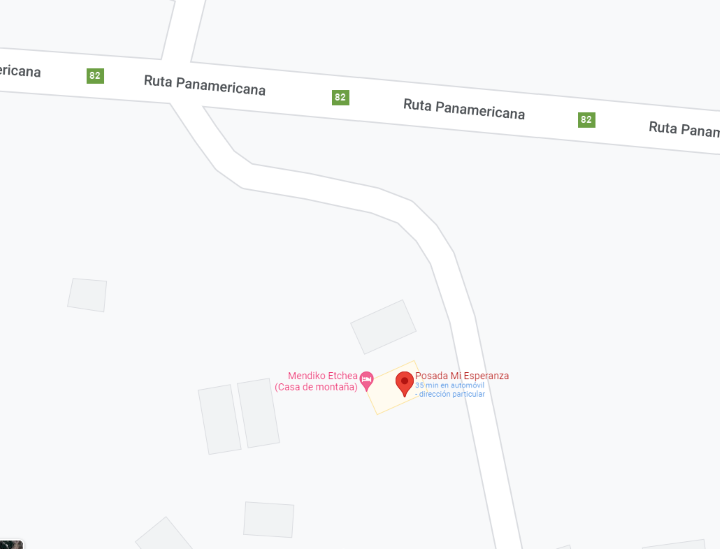 ericana
82
Ruta Panamericana
82
Ruta Panamericana
82
Ruta Panam
Mendiko Etchea
(Casa de montaña)
Posada Mi Esperanza
35 min en automóvil
- dirección particular